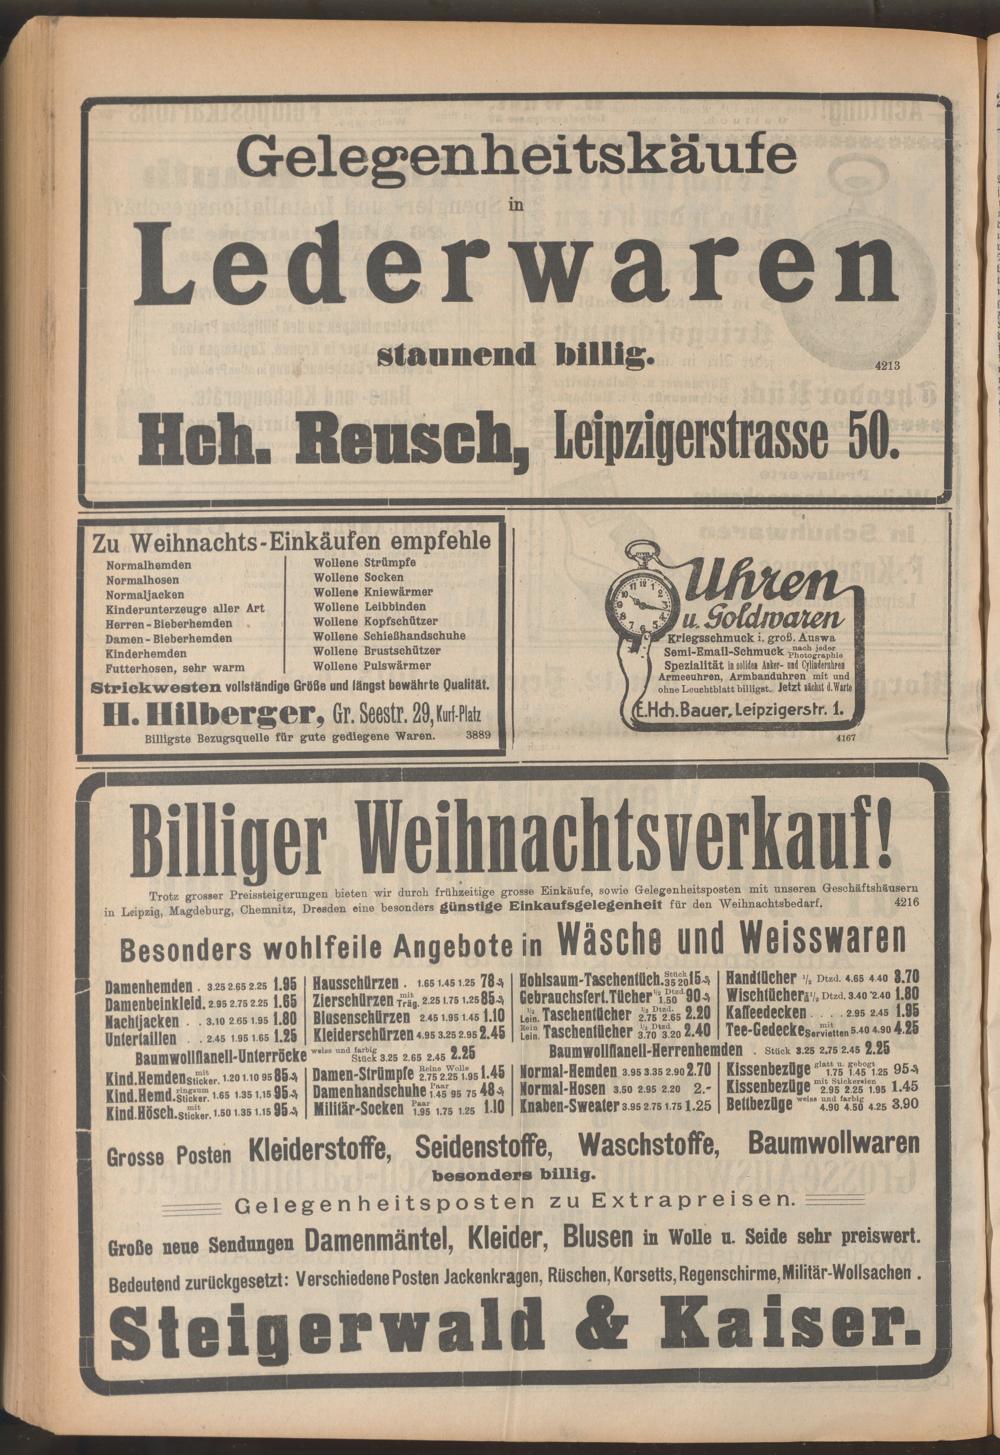 Gelegenheitskäufe
in
Lederwaren
staunend billig.
4213
Hch. Reusch, Leipzigerstrasse 50.
Zu Weihnachts-Einkäufen empfehle
Normalhemden
Normalhosen
Normaljacken
Kinderunterzeuge aller Art
Herren-Bieberhemden
Damen-Bieberhemden
Kinderhemden
Futterhosen, sehr warm
Wollene Strümpfe
Wollene Socken
Wollene Kniewärmer
Wollene Leibbinden
Wollene Kopfschützer
Wollene Schießhandschuhe
Wollene Brustschützer
Wollene Pulswärmer
Strickwesten vollständige Größe und längst bewährte Qualität.
H. Hilberger, Gr. Seestr. 29, Kurf-Platz
Billigste Bezugsquelle für gute gediegene Waren. 3889
Uhren
u. Goldwaren
Kriegsschmuck i. groß. Auswa
Semi-Email-Schmuck nach jeder Photographie
Spezialität in soliden Anker- und Cylinderuhren
Armeeuhren, Armbanduhren mit und
ohne Leuchtblatt billigst. Jetzt nächst d. Warte
E. Hch. Bauer, Leipzigerstr. 1.
4167
Billiger Weihnachtsverkauf!
Trotz grosser Preissteigerungen bieten wir durch frühzeitige grosse Einkäufe, sowie Gelegenheitsposten mit unseren Geschäftshäusern
in Leipzig, Magdeburg, Chemnitz, Dresden eine besonders günstige Einkaufsgelegenheit für den Weihnachtsbedarf. 4216
Besonders wohlfeile Angebote in Wäsche und Weisswaren
Damenhemden . 3.25 2.65 2.25 1.95
Damenbeinkleid. 2.95 2.75 2.25 1.65
Nachtjacken . . 3.10 2.65 1.95 1.80
Untertaillen . . 2.45 1.95 1.65 1.25
Hausschürzen . 1.65 1.45 1.25 78 ₰
Zierschürzen mit Träg. 2.25 1.75 1.25 85 ₰
Blusenschürzen 2.45 1.95 1.45 1.10
Kleiderschürzen 4.95 3.25 2.95 2.45
Hohlsaum-Taschentüch. Stück 35 20 15 ₰
Gebrauchsfert. Tücher ½ Dtzd. 1.50 90 ₰
½ Lein. Taschentücher ½ Dtzd. 2.75 2.65 2.20
Rein Lein. Taschentücher ½ Dtzd 3.70 3.20 2.40
Handtücher ½ Dtzd. 4.65 4.40 3.70
Wischtücher ½ Dtzd. 3.40 2.40 1.80
Kaffeedecken . . . . 2.95 2.45 1.95
Tee-Gedecke mit Servietten 5.40 4.90 4.25
Baumwollflanell-Unterröcke weiss und farbig Stück 3.25 2.65 2.45 2.25
Baumwollflanell-Herrenhemden . Stück 3.25 2.75 2.45 2.25
Kind. Hemden mit Sticker. 1.20 1.10 95 85 ₰
Kind. Hemd. ringsum Sticker. 1.65 1.35 1.15 95 ₰
Kind. Hösch. mit Sticker. 1.50 1.35 1.15 95 ₰
Damen-Strümpfe Reine Wolle 2.75 2.25 1.95 1.45
Damenhandschuhe Paar 1.45 95 75 48 ₰
Militär-Socken Paar 1.95 1.75 1.25 1.10
Normal-Hemden 3.95 3.35 2.90 2.70
Normal-Hosen 3.50 2.95 2.20 2.-
Knaben-Sweater 3.95 2.75 1.75 1.25
Kissenbezüge glatt u. gebogt 1.75 1.45 1.25 95 ₰
Kissenbezüge mit Stickereien 2.95 2.25 1.95 1.45
Bettbezüge weiss und farbig 4.90 4.50 4.25 3.90
Grosse Posten Kleiderstoffe, Seidenstoffe, Waschstoffe, Baumwollwaren
besonders billig.
Gelegenheitsposten zu Extrapreisen.
Große neue Sendungen Damenmäntel, Kleider, Blusen in Wolle u. Seide sehr preiswert.
Bedeutend zurückgesetzt: Verschiedene Posten Jackenkragen, Rüschen, Korsetts, Regenschirme, Militär-Wollsachen .
Steigerwald & Kaiser.